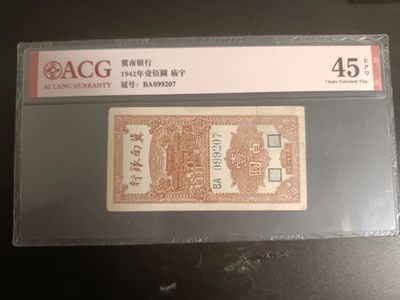 ACG
AI CANG GUARANTY
冀南银行
1942年壹佰圆 庙字
冠号: BA099207
45 EPQ
Choice Extremely Fine
冀南银行
BA 099207
壹百圆